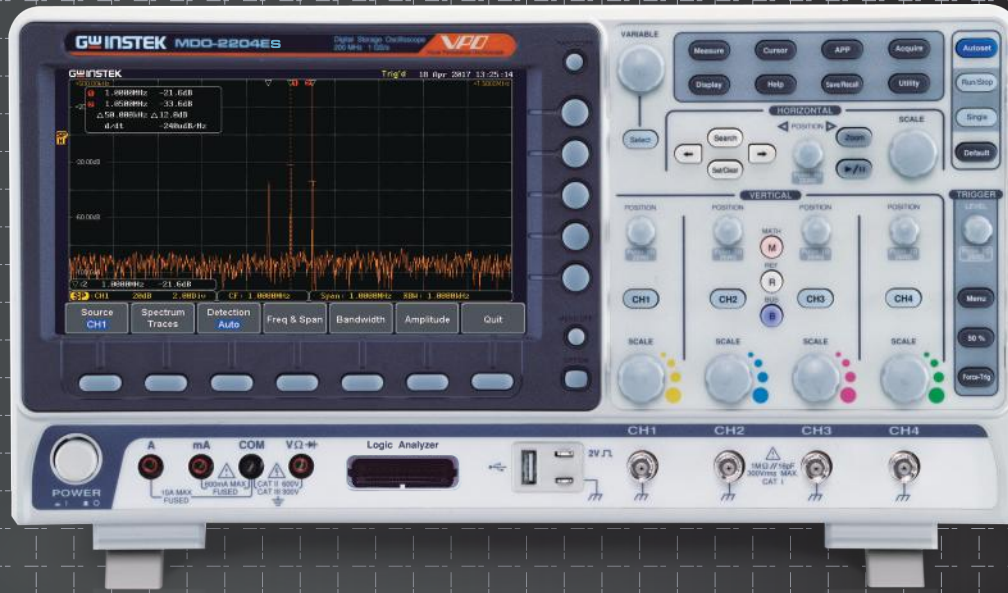 GWINSTEK MDO-2204ES
Digital Storage Oscilloscope
200 MHz 1 GS/s
VPO
GWINSTEK
Trig'd 18 Apr 2017 13:25:14
1.0000MHz -21.6dB
1.0500MHz -33.6dB
△50.000kHz △12.0dB
d/dt -240udB/Hz
-20.00dB
-60.00dB
1.0000MHz -21.6dB
SP CH1 20dB 2.00Div CF: 1.0000MHz Span: 1.0000MHz RBW: 1.0000kHz
Source
CH1
Spectrum
Traces
Detection
Auto
Freq & Span
Bandwidth
Amplitude
Quit
OPTION
VARIABLE
Select
Measure
Cursor
APP
Acquire
Display
Help
Save/Recall
Utility
Autoset
Run/Stop
Single
Default
HORIZONTAL
POSITION
SCALE
Search
Zoom
←
→
Set/Clear
VERTICAL
POSITION
POSITION
POSITION
POSITION
MATH
M
REF
R
BUS
B
CH1
CH2
CH3
CH4
SCALE
SCALE
SCALE
SCALE
TRIGGER
LEVEL
Menu
50 %
Force-Trig
POWER
A
mA
COM
VΩ
10A MAX
FUSED
600mA MAX
FUSED
CAT II 600V
CAT III 300V
Logic Analyzer
2V
CH1
CH2
CH3
CH4
1MΩ // 16pF
300Vrms MAX
CAT I